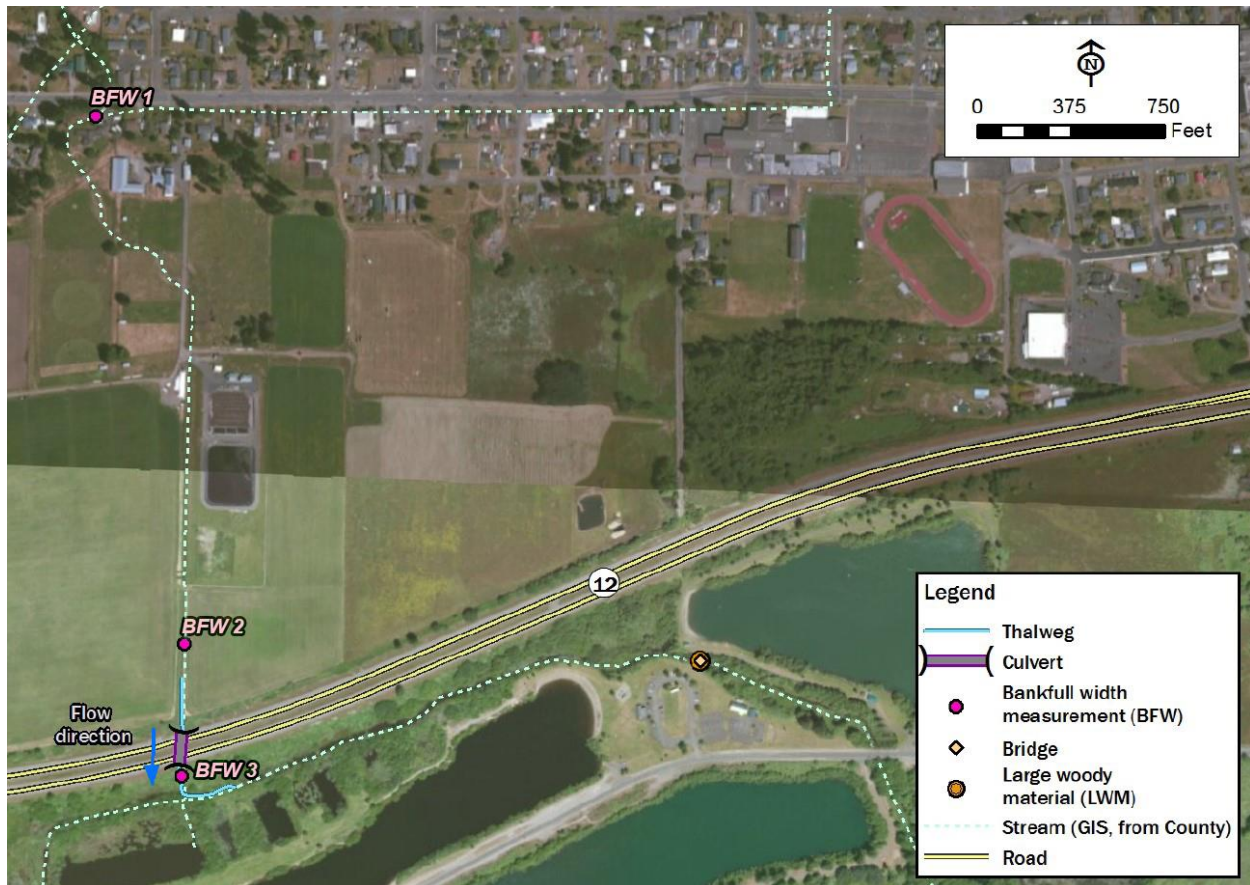 BFW 1
N
0 375 750
Feet
12
BFW 2
Flow
direction
BFW 3
Legend
Thalweg
Culvert
Bankfull width
measurement (BFW)
Bridge
Large woody
material (LWM)
Stream (GIS, from County)
Road